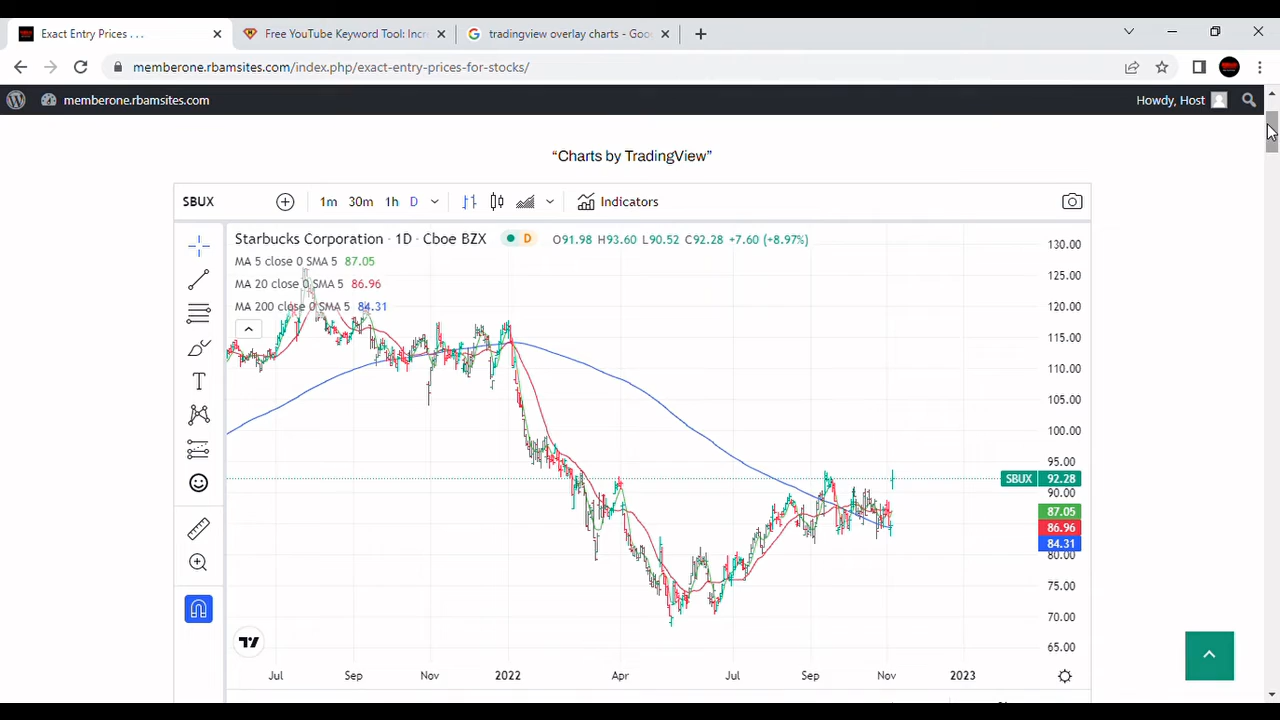 Exact Entry Prices . . .
Free YouTube Keyword Tool: Incr
tradingview overlay charts - Goo
memberone.rbamsites.com/index.php/exact-entry-prices-for-stocks/
memberone.rbamsites.com
Howdy, Host
“Charts by TradingView”
SBUX
1m 30m 1h D
Indicators
Starbucks Corporation · 1D · Cboe BZX
D
O91.98 H93.60 L90.52 C92.28 +7.60 (+8.97%)
MA 5 close 0 SMA 5 87.05
MA 20 close 0 SMA 5 86.96
MA 200 close 0 SMA 5 84.31
130.00
125.00
120.00
115.00
110.00
105.00
100.00
95.00
SBUX 92.28
90.00
87.05
86.96
84.31
80.00
75.00
70.00
65.00
Jul Sep Nov 2022 Apr Jul Sep Nov 2023